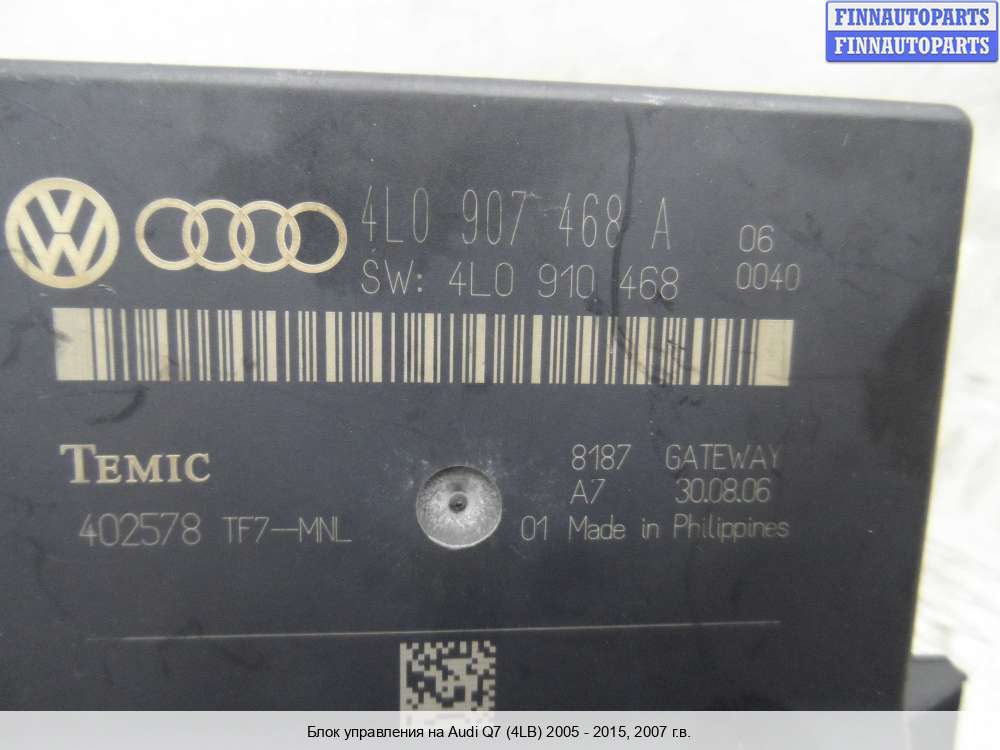 FINNAUTOPARTS
FINNAUTOPARTS
4L0 907 468 A 06
SW: 4L0 910 468 0040
TEMIC 8187 GATEWAY
A7 30.08.06
402578 TF7-MNL 01 Made in Philippines
Блок управления на Audi Q7 (4LB) 2005 - 2015, 2007 г.в.